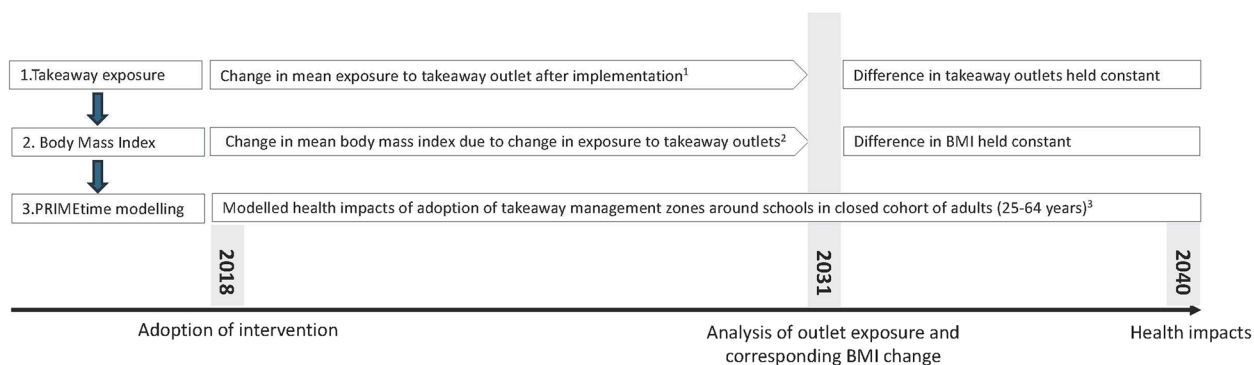 1.Takeaway exposure
Change in mean exposure to takeaway outlet after implementation¹
Difference in takeaway outlets held constant
2. Body Mass Index
Change in mean body mass index due to change in exposure to takeaway outlets²
Difference in BMI held constant
3.PRIMEtime modelling
Modelled health impacts of adoption of takeaway management zones around schools in closed cohort of adults (25-64 years)³
2018
2031
2040
Adoption of intervention
Analysis of outlet exposure and
corresponding BMI change
Health impacts